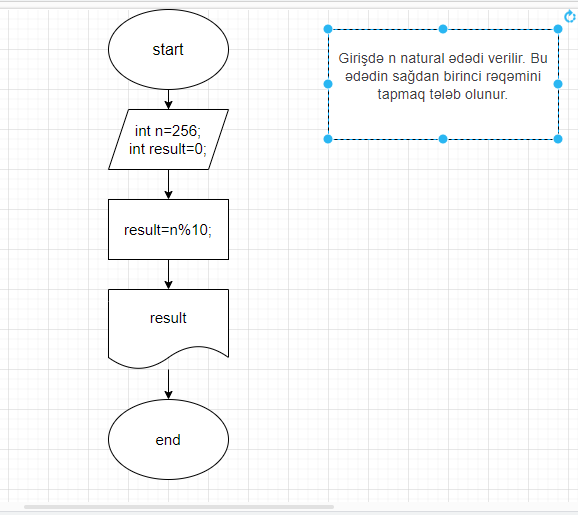 start
int n=256;
int result=0;
result=n%10;
result
end
Girişdə n natural ədədi verilir. Bu
ədədin sağdan birinci rəqəmini
tapmaq tələb olunur.